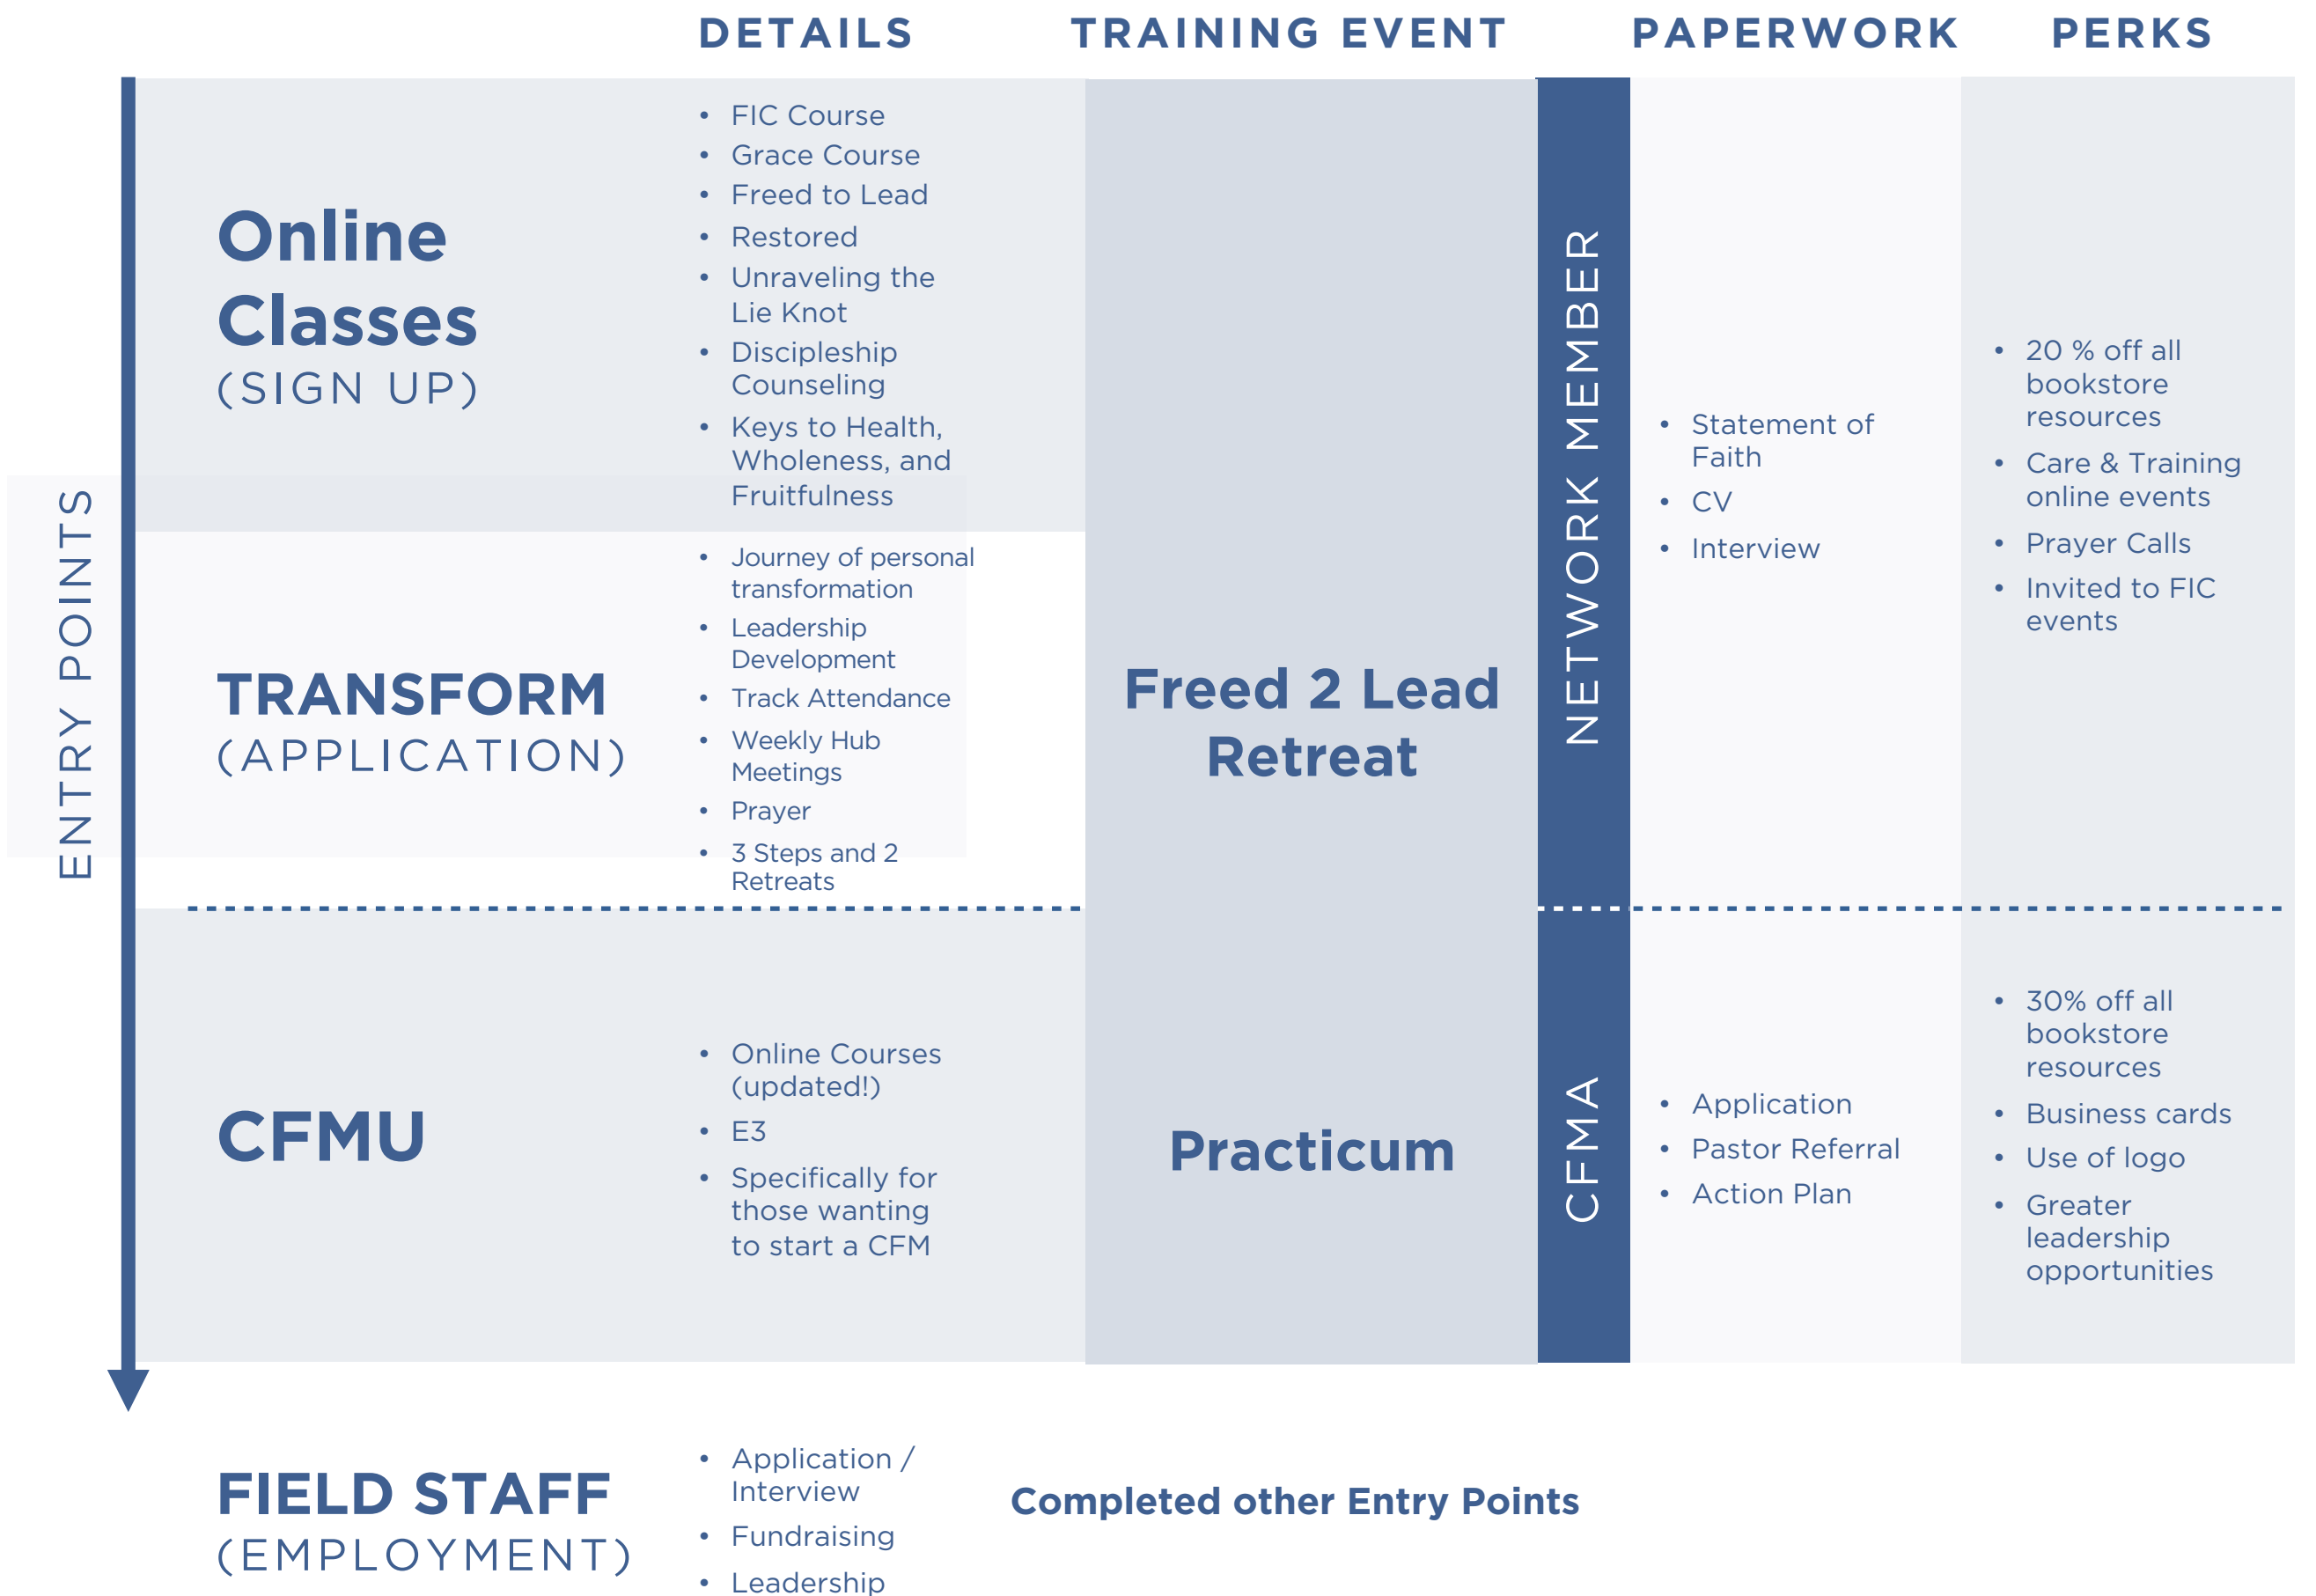 DETAILS
TRAINING EVENT
PAPERWORK
PERKS
ENTRY POINTS
Online
Classes
(SIGN UP)
• FIC Course
• Grace Course
• Freed to Lead
• Restored
• Unraveling the
Lie Knot
• Discipleship
Counseling
• Keys to Health,
Wholeness, and
Fruitfulness
TRANSFORM
(APPLICATION)
• Journey of personal
transformation
• Leadership
Development
• Track Attendance
• Weekly Hub
Meetings
• Prayer
• 3 Steps and 2
Retreats
Freed 2 Lead
Retreat
NETWORK MEMBER
• Statement of
Faith
• CV
• Interview
• 20 % off all
bookstore
resources
• Care & Training
online events
• Prayer Calls
• Invited to FIC
events
CFMU
• Online Courses
(updated!)
• E3
• Specifically for
those wanting
to start a CFM
Practicum
CFMA
• Application
• Pastor Referral
• Action Plan
• 30% off all
bookstore
resources
• Business cards
• Use of logo
• Greater
leadership
opportunities
FIELD STAFF
(EMPLOYMENT)
• Application /
Interview
• Fundraising
• Leadership
Completed other Entry Points